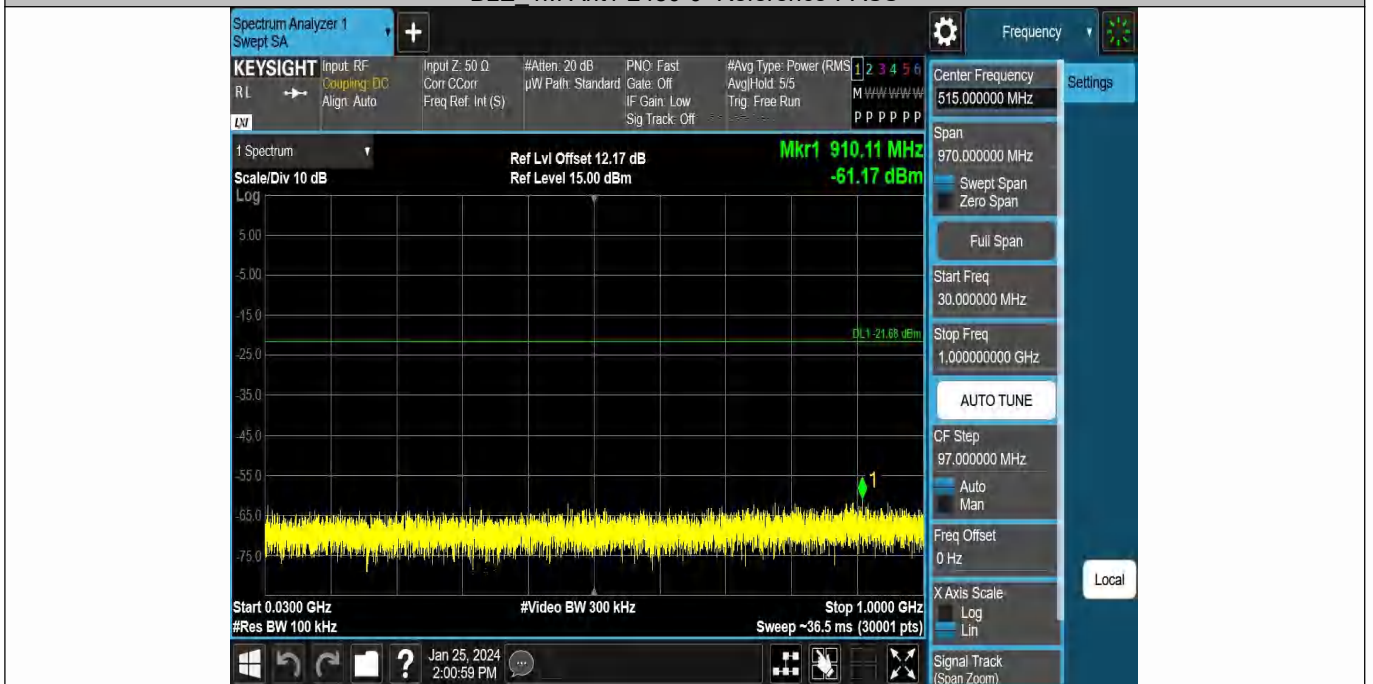 Spectrum Analyzer 1
Swept SA
Frequency
KEYSIGHT
RL
LXI
Input: RF
Coupling: DC
Align: Auto
Input Z: 50 Ω
Corr CCorr
Freq Ref: Int (S)
#Atten: 20 dB
µW Path: Standard
PNO: Fast
Gate: Off
IF Gain: Low
Sig Track: Off
#Avg Type: Power (RMS
Avg|Hold: 5/5
Trig: Free Run
1 2 3 4 5 6
M W W W W W
P P P P P P
Center Frequency
515.000000 MHz
Settings
1 Spectrum
Scale/Div 10 dB
Log
Ref Lvl Offset 12.17 dB
Ref Level 15.00 dBm
Mkr1 910.11 MHz
-61.17 dBm
5.00
-5.00
-15.0
-25.0
-35.0
-45.0
-55.0
-65.0
-75.0
DL1 -21.68 dBm
1
Start 0.0300 GHz
#Res BW 100 kHz
#Video BW 300 kHz
Stop 1.0000 GHz
Sweep ~36.5 ms (30001 pts)
Span
970.000000 MHz
Swept Span
Zero Span
Full Span
Start Freq
30.000000 MHz
Stop Freq
1.000000000 GHz
AUTO TUNE
CF Step
97.000000 MHz
Auto
Man
Freq Offset
0 Hz
X Axis Scale
Log
Lin
Local
Signal Track
(Span Zoom)
?
Jan 25, 2024
2:00:59 PM